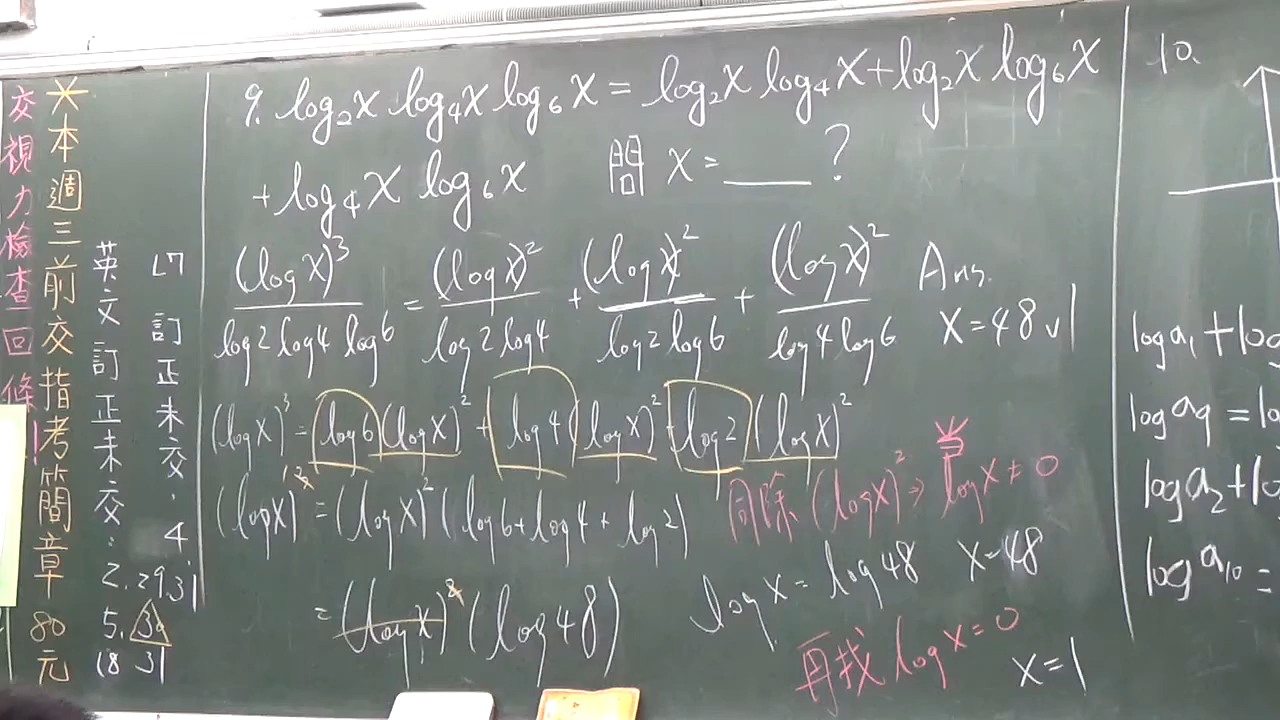 交視力檢查回條
※本週三前交指考簡章80元
英文訂正未交:2.29.31
5.30
18 31
L7訂正未交,4
9. log₂x log₄x log₆x = log₂x log₄x + log₂x log₆x
+ log₄x log₆x 問 x = ____ ?
(log x)³ / log2 log4 log6 = (log x)² / log2 log4 + (log x)² / log2 log6 + (log x)² / log4 log6
Ans.
x=48 ∨ 1
(log x)³ = log6 (log x)² + log4 (log x)² + log2 (log x)²
(log x)³ = (log x)² (log6 + log4 + log2)
同除 (log x)² ⇒ 當 log x ≠ 0
= (log x)² (log 48)
log x = log 48 x=48
再找 log x = 0
x=1
10.
log a₁ + log
log a₉ = lo
log a₂ + lo
log a₁₀ =